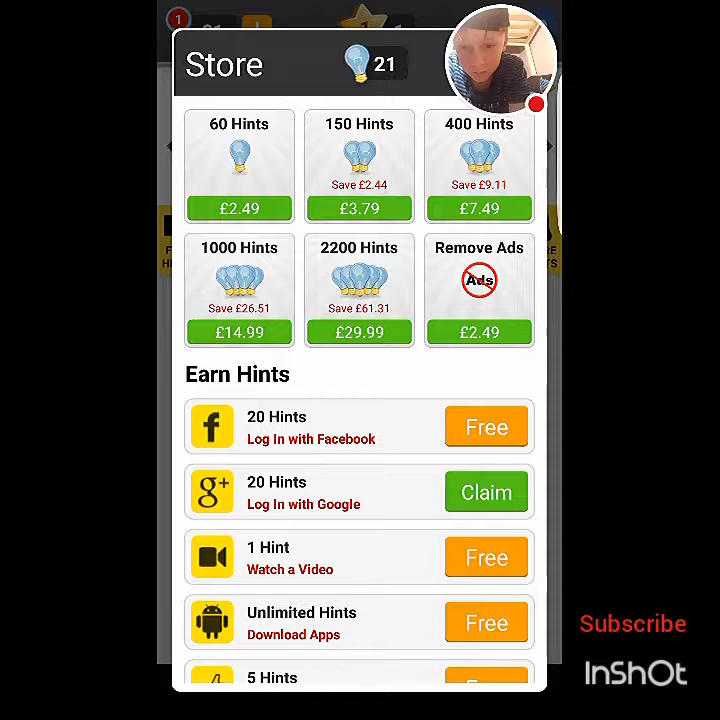 1
Store
21
60 Hints
£2.49
150 Hints
Save £2.44
£3.79
400 Hints
Save £9.11
£7.49
1000 Hints
Save £26.51
£14.99
2200 Hints
Save £61.31
£29.99
Remove Ads
Ads
£2.49
Earn Hints
f
20 Hints
Log In with Facebook
Free
g+
20 Hints
Log In with Google
Claim
1 Hint
Watch a Video
Free
Unlimited Hints
Download Apps
Free
5 Hints
Subscribe
InShOt